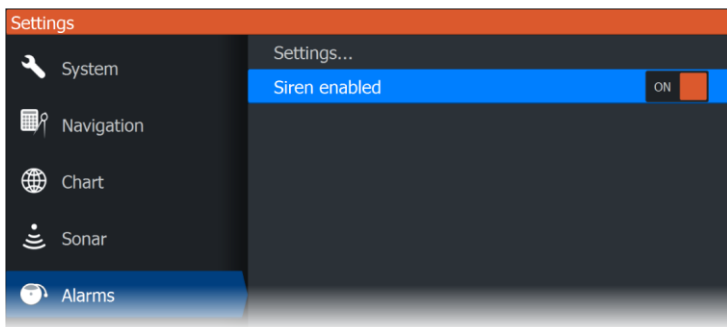 Settings
System
Navigation
Chart
Sonar
Alarms
Settings...
Siren enabled ON